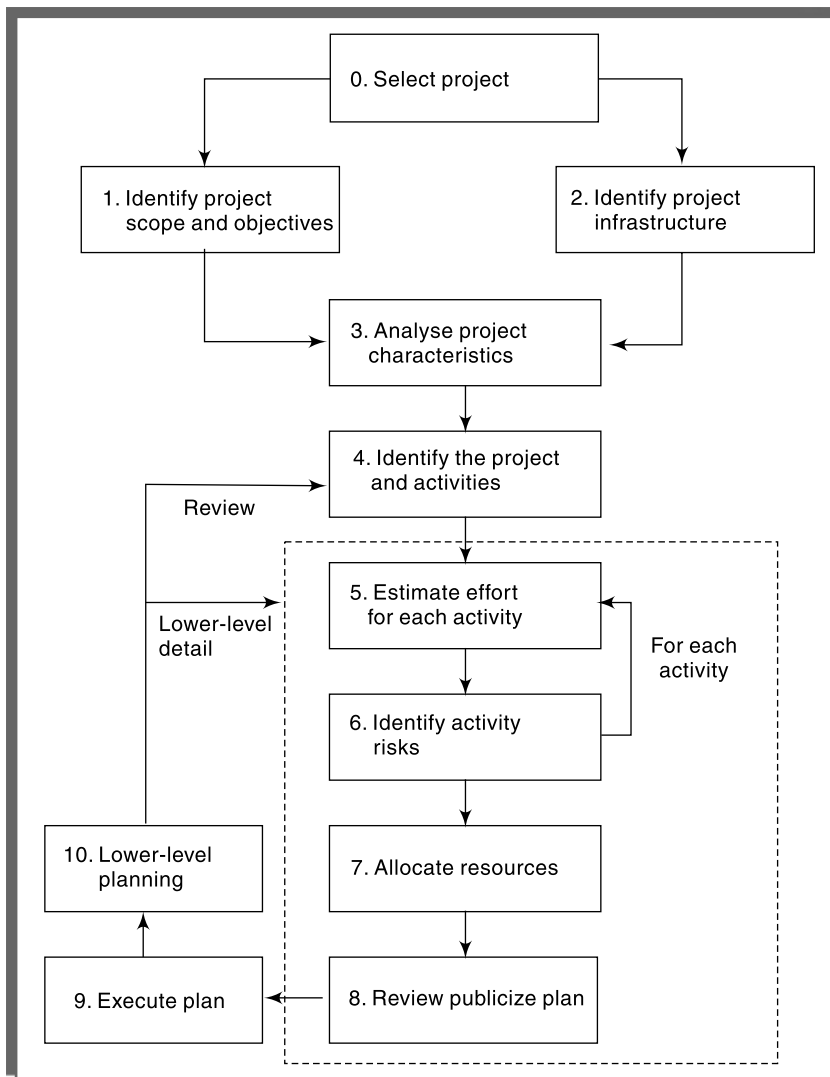 0. Select project
1. Identify project
scope and objectives
2. Identify project
infrastructure
3. Analyse project
characteristics
4. Identify the project
and activities
Review
5. Estimate effort
for each activity
Lower-level
detail
For each
activity
6. Identify activity
risks
10. Lower-level
planning
7. Allocate resources
9. Execute plan
8. Review publicize plan